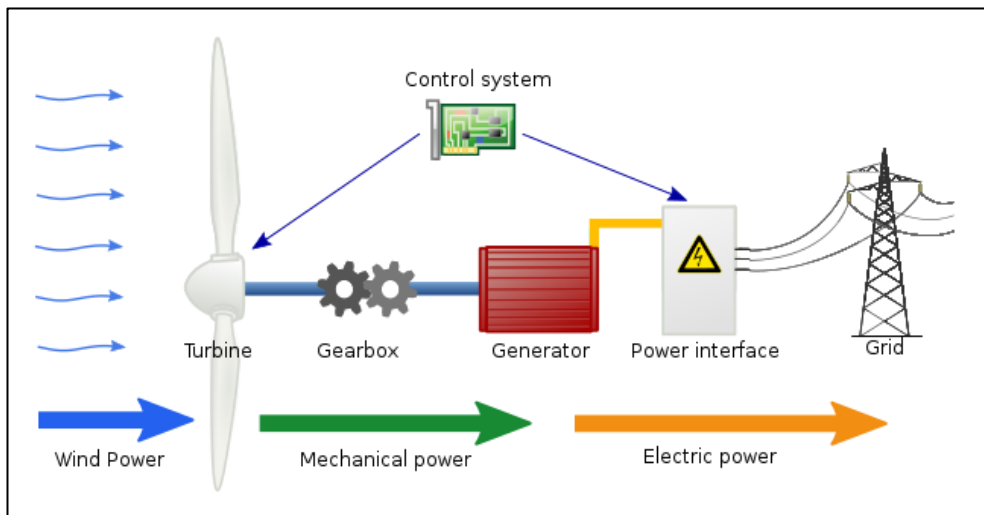 Control system
Turbine
Gearbox
Generator
Power interface
Grid
Wind Power
Mechanical power
Electric power